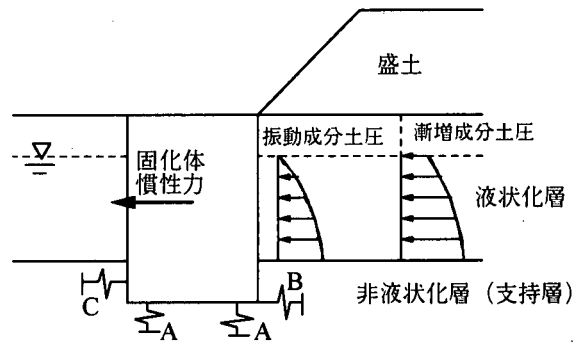 盛土
振動成分土圧
漸増成分土圧
固化体
慣性力
液状化層
B
C
非液状化層（支持層）
A
A